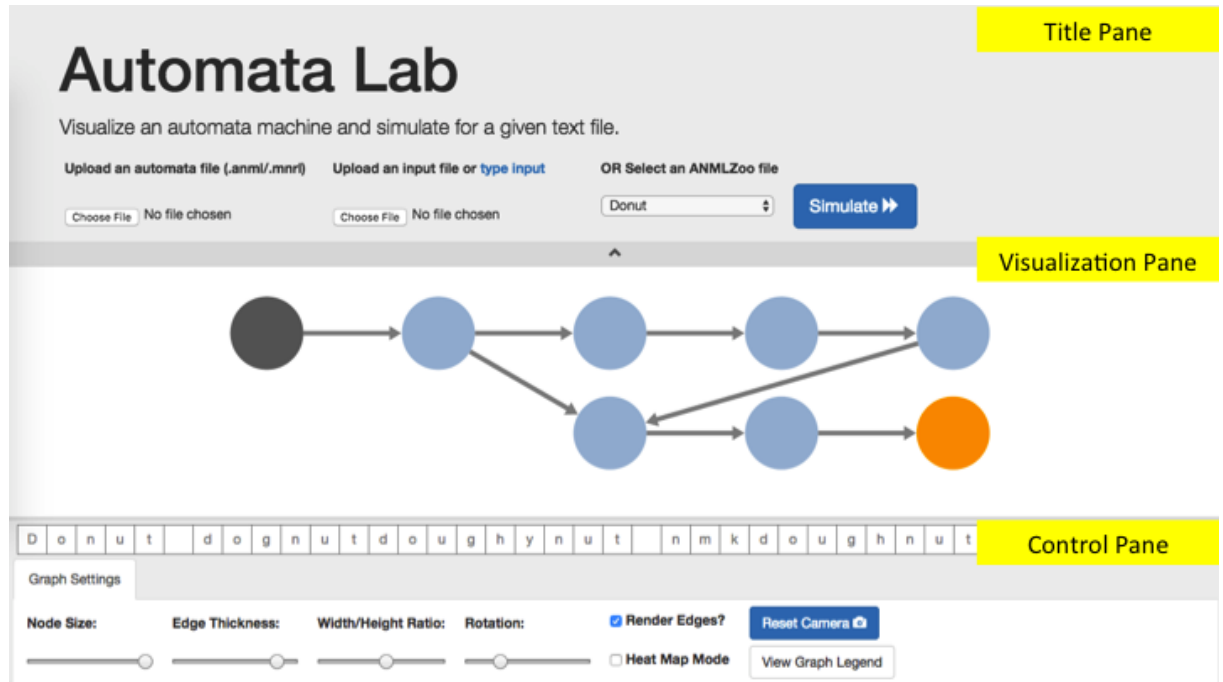 Title Pane
Automata Lab
Visualize an automata machine and simulate for a given text file.
Upload an automata file (.anml/.mnrl) Upload an input file or type input OR Select an ANMLZoo file
Choose File No file chosen Choose File No file chosen Donut Simulate
Visualization Pane
D o n u t d o g n u t d o u g h y n u t n m k d o u g h n u t
Control Pane
Graph Settings
Node Size: Edge Thickness: Width/Height Ratio: Rotation: Render Edges? Reset Camera
Heat Map Mode View Graph Legend